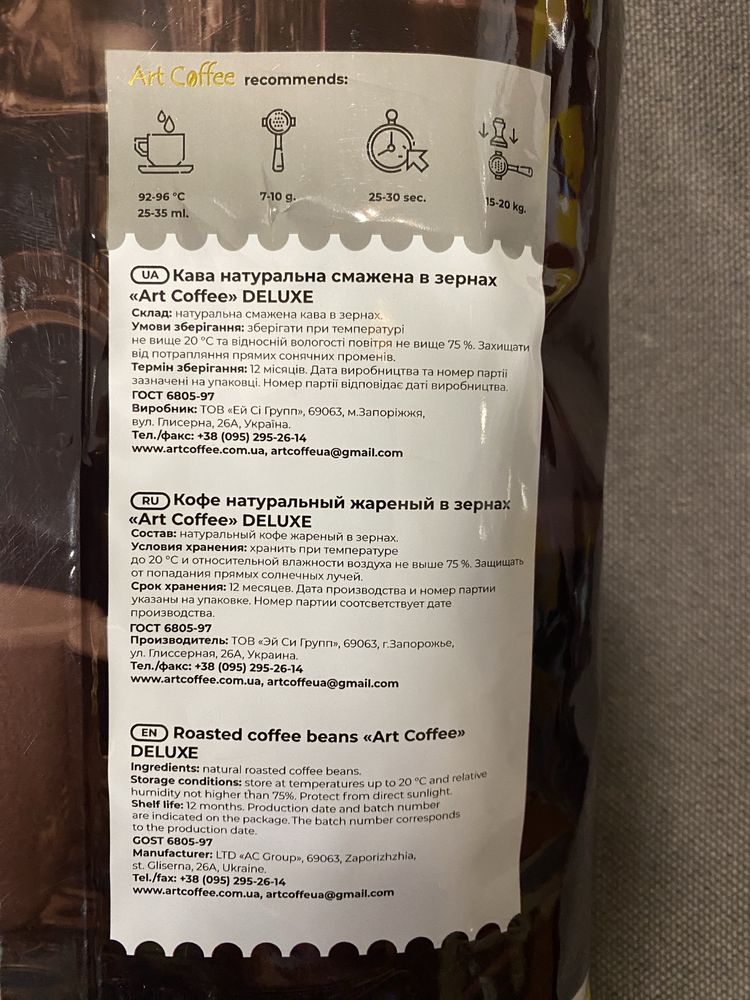 Art Coffee recommends:
92-96 °C
25-35 ml.
7-10 g.
25-30 sec.
15-20 kg.
UA Кава натуральна смажена в зернах
«Art Coffee» DELUXE
Склад: натуральна смажена кава в зернах.
Умови зберігання: зберігати при температурі
не вище 20 °C та відносній вологості повітря не вище 75 %. Захищати
від потрапляння прямих сонячних променів.
Термін зберігання: 12 місяців. Дата виробництва та номер партії
зазначені на упаковці. Номер партії відповідає даті виробництва.
ГОСТ 6805-97
Виробник: ТОВ «Ей Сі Групп», 69063, м.Запоріжжя,
вул. Глисерна, 26А, Україна.
Тел./факс: +38 (095) 295-26-14
www.artcoffee.com.ua, artcoffeua@gmail.com
RU Кофе натуральный жареный в зернах
«Art Coffee» DELUXE
Состав: натуральный кофе жареный в зернах.
Условия хранения: хранить при температуре
до 20 °C и относительной влажности воздуха не выше 75 %. Защищать
от попадания прямых солнечных лучей.
Срок хранения: 12 месяцев. Дата производства и номер партии
указаны на упаковке. Номер партии соотсветствует дате
производства.
ГОСТ 6805-97
Производитель: ТОВ «Эй Си Групп», 69063, г.Запорожье,
ул. Глиссерная, 26А, Украина.
Тел./факс: +38 (095) 295-26-14
www.artcoffee.com.ua, artcoffeua@gmail.com
EN Roasted coffee beans «Art Coffee»
DELUXE
Ingredients: natural roasted coffee beans.
Storage conditions: store at temperatures up to 20 °C and relative
humidity not higher than 75%. Protect from direct sunlight.
Shelf life: 12 months. Production date and batch number
are indicated on the package. The batch number corresponds
to the production date.
GOST 6805-97
Manufacturer: LTD «AC Group», 69063, Zaporizhzhia,
st. Gliserna, 26A, Ukraine.
Tel./fax: +38 (095) 295-26-14
www.artcoffee.com.ua, artcoffeua@gmail.com